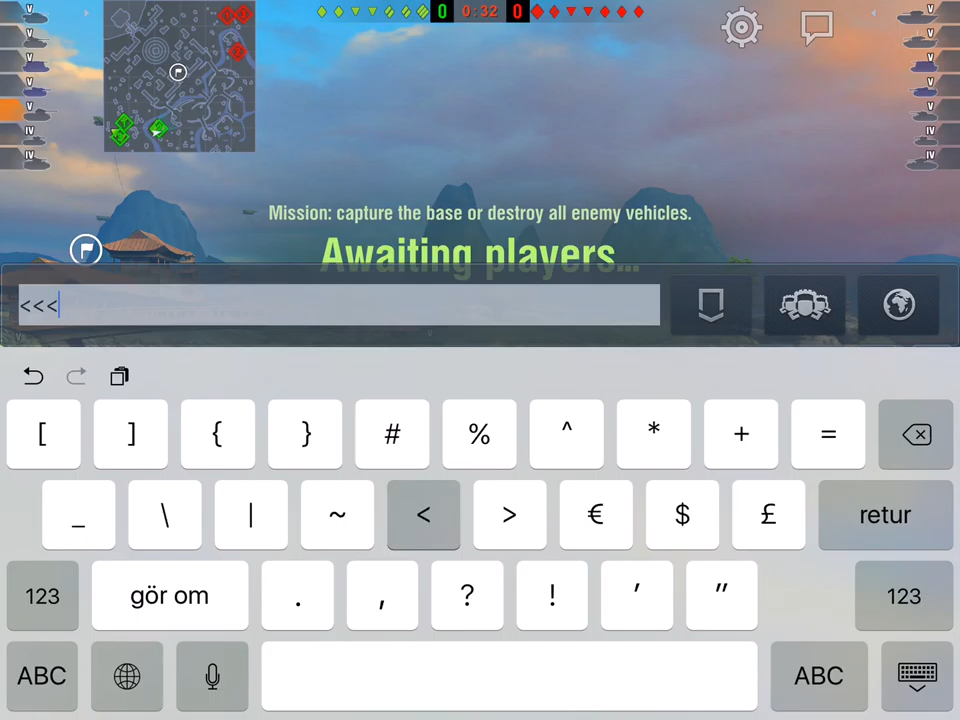 V
V
V
V
V
IV
IV
0 0:32 0
V
V
V
V
V
IV
IV
Mission: capture the base or destroy all enemy vehicles.
Awaiting players...
<<<
[ ] { } # % ^ * + =
_ \ | ~ < > € $ £ retur
123 gör om . , ? ! ' " 123
ABC ABC